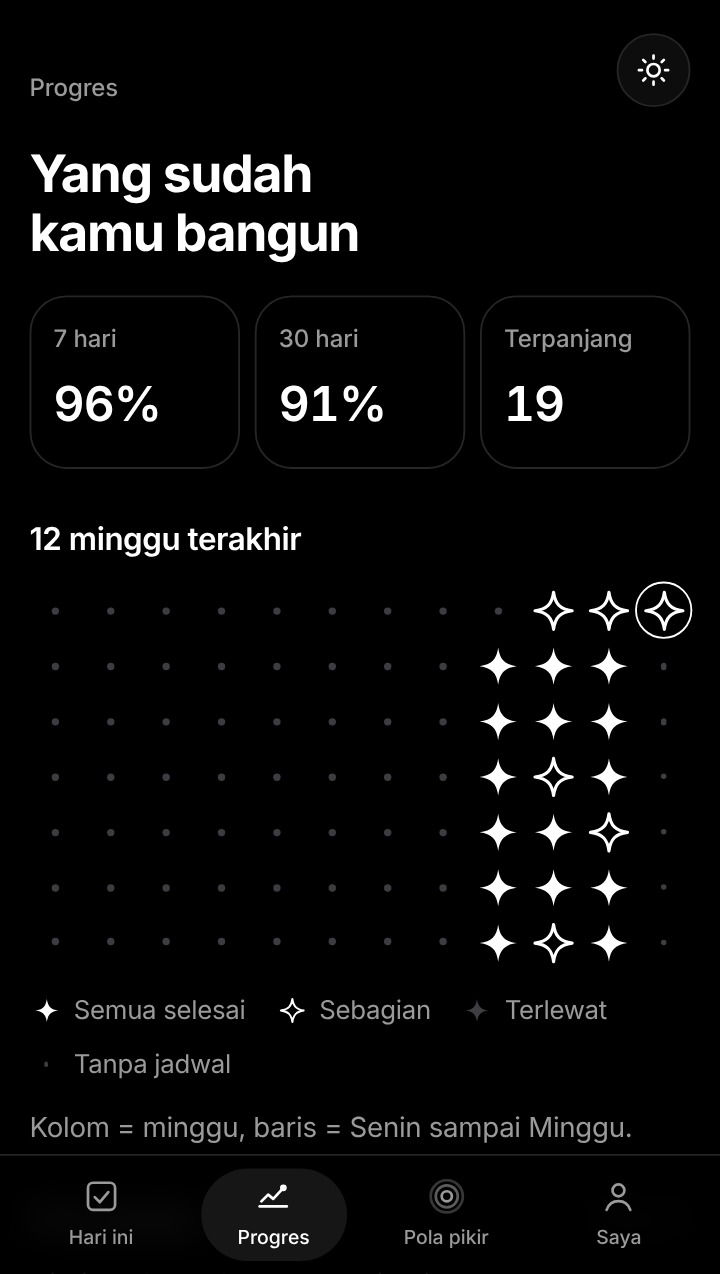 Progres
Yang sudah
kamu bangun
7 hari
30 hari
Terpanjang
96%
91%
19
12 minggu terakhir
Semua selesai
Sebagian
Terlewat
Tanpa jadwal
Kolom = minggu, baris = Senin sampai Minggu.
Hari ini
Progres
Pola pikir
Saya